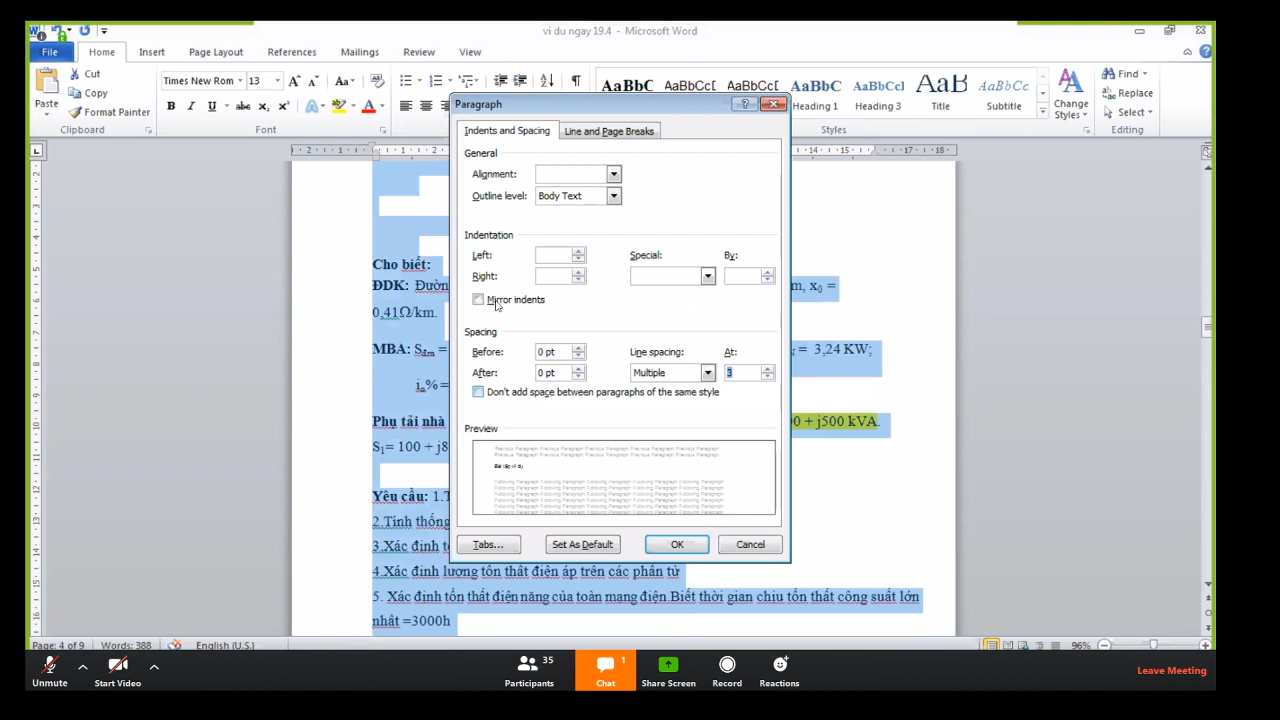 vi du ngay 19.4 - Microsoft Word
File Home Insert Page Layout References Mailings Review View
Paste Cut Copy Format Painter
Times New Rom 13
AaBbC AaBbCc[ AaBbCc[ AaBbC AaBbCcI AaB AaBbCc(
Heading 1 Heading 3 Title Subtitle
Change Styles
Find Replace Select
Clipboard Font Styles Editing
Paragraph
Indents and Spacing Line and Page Breaks
General
Alignment:
Outline level: Body Text
Indentation
Left: Special: By:
Right:
Mirror indents
Spacing
Before: 0 pt Line spacing: At:
After: 0 pt Multiple 3
Don't add space between paragraphs of the same style
Preview
Tabs... Set As Default OK Cancel
Cho biết:
ĐDK: Đườn m, x0 =
0,41Ω/km.
MBA: Sđm = 3,24 KW;
io% =
Phụ tải nhà 00 + j500 kVA.
S1= 100 + j8
Yêu cầu: 1.T
2.Tính thống
3.Xác định tổ
4.Xác định lượng tổn thất điện áp trên các phần tử
5. Xác định tổn thất điện năng của toàn mạng điện.Biết thời gian chịu tổn thất công suất lớn
nhất =3000h
Page: 4 of 9 Words: 388 English (U.S.) 96%
Unmute Start Video Participants 35 Chat 1 Share Screen Record Reactions Leave Meeting